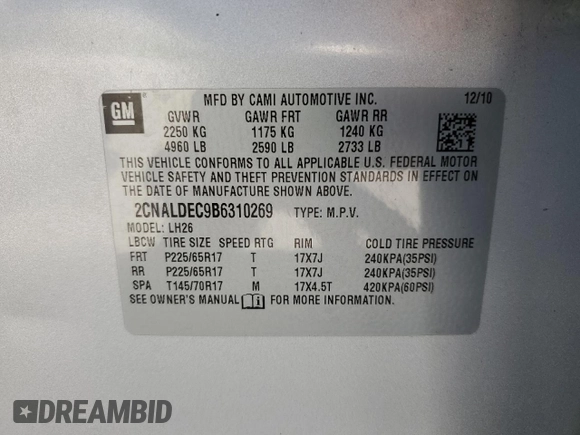 GM
MFD BY CAMI AUTOMOTIVE INC. 12/10
GVWR GAWR FRT GAWR RR
2250 KG 1175 KG 1240 KG
4960 LB 2590 LB 2733 LB
THIS VEHICLE CONFORMS TO ALL APPLICABLE U.S. FEDERAL MOTOR
VEHICLE SAFETY AND THEFT PREVENTION STANDARDS IN EFFECT ON
THE DATE OF MANUFACTURE SHOWN ABOVE.
2CNALDEC9B6310269 TYPE: M.P.V.
MODEL: LH26
LBCW TIRE SIZE SPEED RTG RIM COLD TIRE PRESSURE
FRT P225/65R17 T 17X7J 240KPA(35PSI)
RR P225/65R17 T 17X7J 240KPA(35PSI)
SPA T145/70R17 M 17X4.5T 420KPA(60PSI)
SEE OWNER'S MANUAL FOR MORE INFORMATION.
DREAMBID